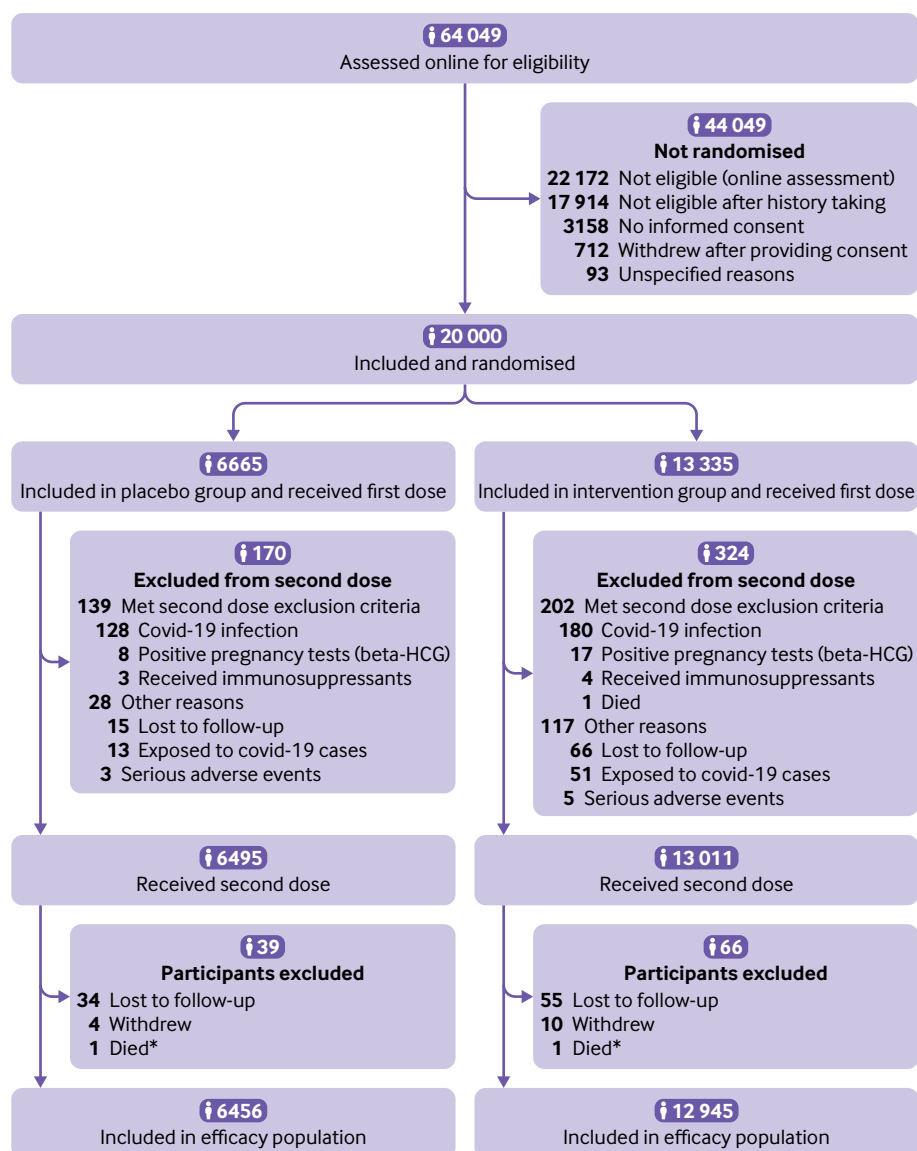 64 049
Assessed online for eligibility
44 049
Not randomised
22 172 Not eligible (online assessment)
17 914 Not eligible after history taking
3158 No informed consent
712 Withdrew after providing consent
93 Unspecified reasons
20 000
Included and randomised
6665
Included in placebo group and received first dose
170
Excluded from second dose
139 Met second dose exclusion criteria
128 Covid-19 infection
8 Positive pregnancy tests (beta-HCG)
3 Received immunosuppressants
28 Other reasons
15 Lost to follow-up
13 Exposed to covid-19 cases
3 Serious adverse events
6495
Received second dose
39
Participants excluded
34 Lost to follow-up
4 Withdrew
1 Died*
6456
Included in efficacy population
13 335
Included in intervention group and received first dose
324
Excluded from second dose
202 Met second dose exclusion criteria
180 Covid-19 infection
17 Positive pregnancy tests (beta-HCG)
4 Received immunosuppressants
1 Died
117 Other reasons
66 Lost to follow-up
51 Exposed to covid-19 cases
5 Serious adverse events
13 011
Received second dose
66
Participants excluded
55 Lost to follow-up
10 Withdrew
1 Died*
12 945
Included in efficacy population